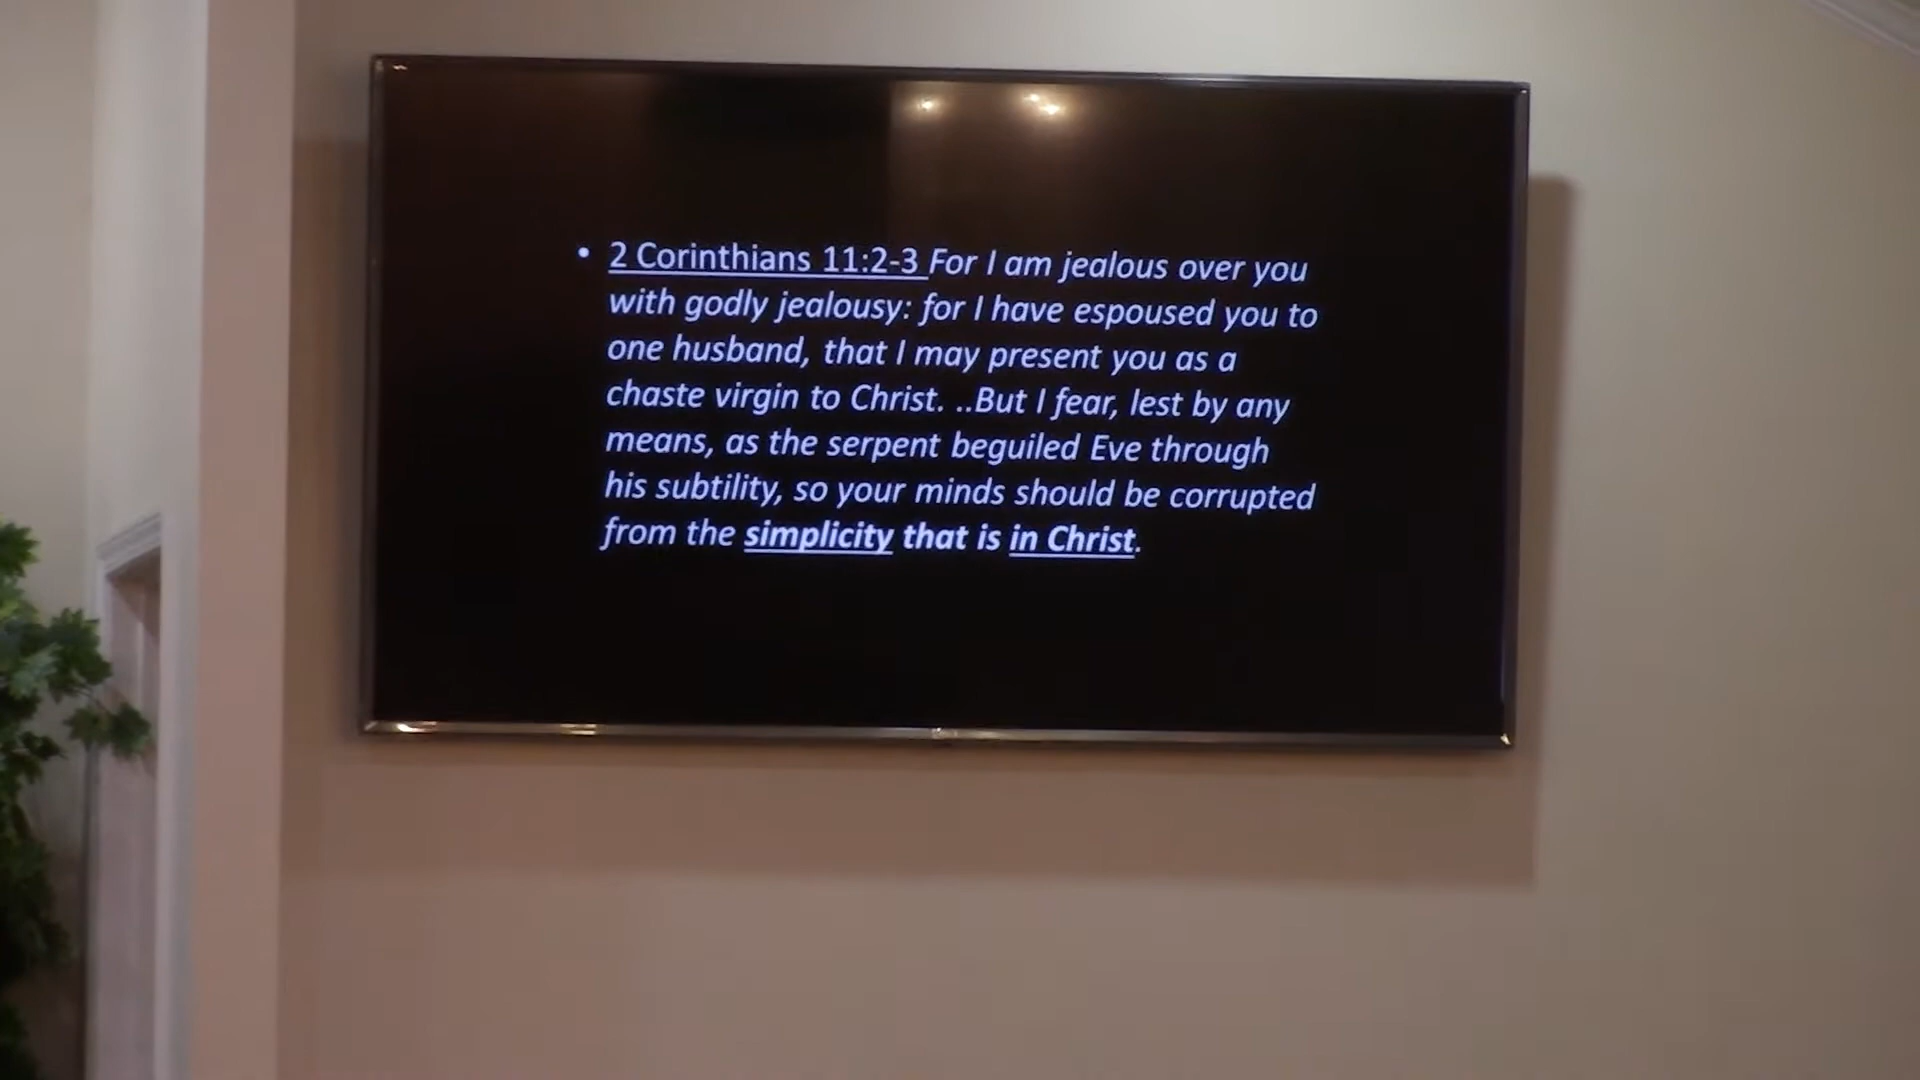 • 2 Corinthians 11:2-3 For I am jealous over you
with godly jealousy: for I have espoused you to
one husband, that I may present you as a
chaste virgin to Christ. ..But I fear, lest by any
means, as the serpent beguiled Eve through
his subtility, so your minds should be corrupted
from the simplicity that is in Christ.